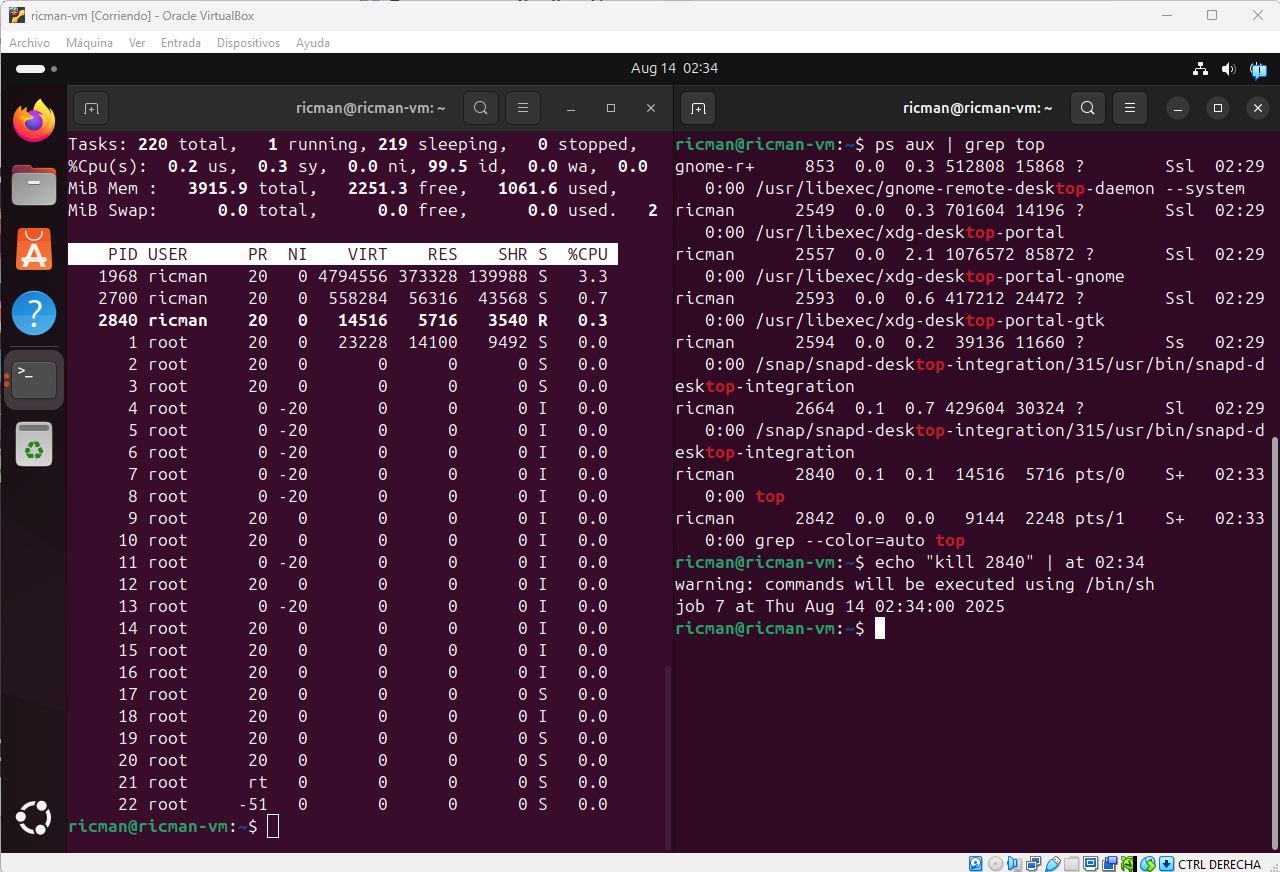 ricman-vm [Corriendo] - Oracle VirtualBox
Archivo Máquina Ver Entrada Dispositivos Ayuda
Aug 14 02:34
ricman@ricman-vm: ~
Tasks: 220 total,   1 running, 219 sleeping,   0 stopped,
%Cpu(s):  0.2 us,  0.3 sy,  0.0 ni, 99.5 id,  0.0 wa,  0.0
MiB Mem :   3915.9 total,   2251.3 free,   1061.6 used,
MiB Swap:      0.0 total,      0.0 free,      0.0 used.   2
    PID USER      PR  NI    VIRT    RES    SHR S  %CPU
   1968 ricman    20   0 4794556 373328 139988 S   3.3
   2700 ricman    20   0  558284  56316  43568 S   0.7
   2840 ricman    20   0   14516   5716   3540 R   0.3
      1 root      20   0   23228  14100   9492 S   0.0
      2 root      20   0       0      0      0 S   0.0
      3 root      20   0       0      0      0 S   0.0
      4 root       0 -20       0      0      0 I   0.0
      5 root       0 -20       0      0      0 I   0.0
      6 root       0 -20       0      0      0 I   0.0
      7 root       0 -20       0      0      0 I   0.0
      8 root       0 -20       0      0      0 I   0.0
      9 root      20   0       0      0      0 I   0.0
     10 root      20   0       0      0      0 I   0.0
     11 root       0 -20       0      0      0 I   0.0
     12 root      20   0       0      0      0 I   0.0
     13 root       0 -20       0      0      0 I   0.0
     14 root      20   0       0      0      0 I   0.0
     15 root      20   0       0      0      0 I   0.0
     16 root      20   0       0      0      0 I   0.0
     17 root      20   0       0      0      0 S   0.0
     18 root      20   0       0      0      0 I   0.0
     19 root      20   0       0      0      0 S   0.0
     20 root      20   0       0      0      0 S   0.0
     21 root      rt   0       0      0      0 S   0.0
     22 root     -51   0       0      0      0 S   0.0
ricman@ricman-vm:~$
ricman@ricman-vm: ~
ricman@ricman-vm:~$ ps aux | grep top
gnome-r+     853  0.0  0.3 512808 15868 ?        Ssl  02:29
   0:00 /usr/libexec/gnome-remote-desktop-daemon --system
ricman      2549  0.0  0.3 701604 14196 ?        Ssl  02:29
   0:00 /usr/libexec/xdg-desktop-portal
ricman      2557  0.0  2.1 1076572 85872 ?       Ssl  02:29
   0:00 /usr/libexec/xdg-desktop-portal-gnome
ricman      2593  0.0  0.6 417212 24472 ?        Ssl  02:29
   0:00 /usr/libexec/xdg-desktop-portal-gtk
ricman      2594  0.0  0.2  39136 11660 ?        Ss   02:29
   0:00 /snap/snapd-desktop-integration/315/usr/bin/snapd-d
esktop-integration
ricman      2664  0.1  0.7 429604 30324 ?        Sl   02:29
   0:00 /snap/snapd-desktop-integration/315/usr/bin/snapd-d
esktop-integration
ricman      2840  0.1  0.1  14516  5716 pts/0    S+   02:33
   0:00 top
ricman      2842  0.0  0.0   9144  2248 pts/1    S+   02:33
   0:00 grep --color=auto top
ricman@ricman-vm:~$ echo "kill 2840" | at 02:34
warning: commands will be executed using /bin/sh
job 7 at Thu Aug 14 02:34:00 2025
ricman@ricman-vm:~$
CTRL DERECHA